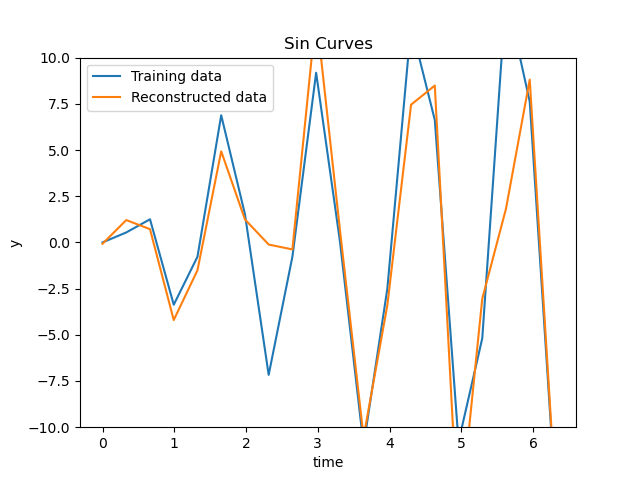 Sin Curves
Training data
Reconstructed data
10.0
7.5
5.0
2.5
0.0
−2.5
−5.0
−7.5
−10.0
y
0 1 2 3 4 5 6
time